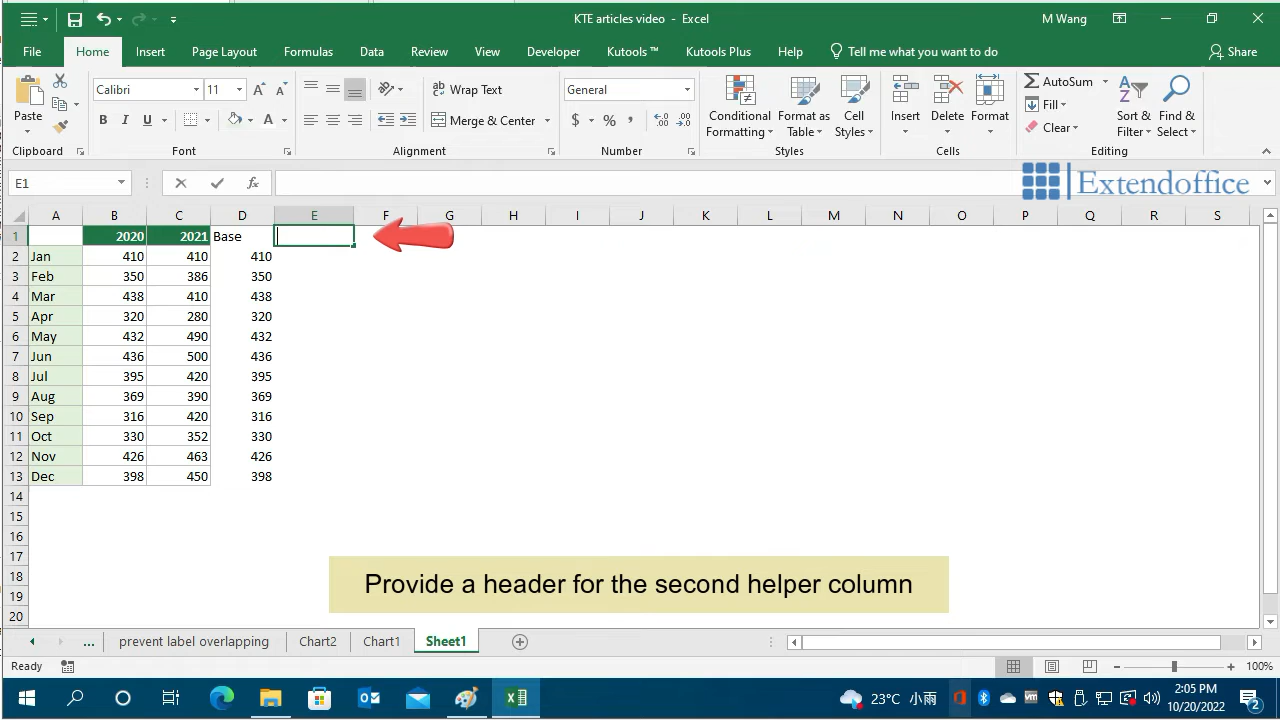 KTE articles video - Excel
M Wang
File Home Insert Page Layout Formulas Data Review View Developer Kutools ™ Kutools Plus Help Tell me what you want to do Share
Paste
Clipboard
Calibri 11
B I U A
Font
Wrap Text
Merge & Center
Alignment
General
$ % ,
Number
Conditional Formatting
Format as Table
Cell Styles
Styles
Insert Delete Format
Cells
AutoSum
Fill
Clear
Sort & Filter
Find & Select
Editing
E1
fx
Extendoffice
A B C D E F G H I J K L M N O P Q R S
1 2020 2021 Base
2 Jan 410 410 410
3 Feb 350 386 350
4 Mar 438 410 438
5 Apr 320 280 320
6 May 432 490 432
7 Jun 436 500 436
8 Jul 395 420 395
9 Aug 369 390 369
10 Sep 316 420 316
11 Oct 330 352 330
12 Nov 426 463 426
13 Dec 398 450 398
14
15
16
17
18
19
20
Provide a header for the second helper column
... prevent label overlapping Chart2 Chart1 Sheet1
Ready
100%
23°C 小雨
2:05 PM
10/20/2022
2